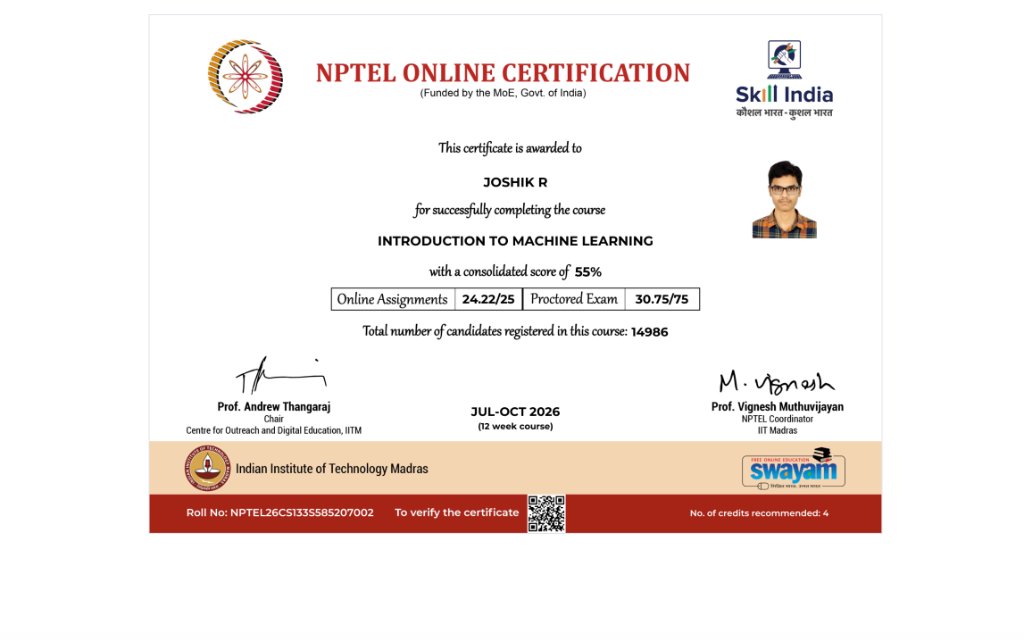 NPTEL ONLINE CERTIFICATION
(Funded by the MoE, Govt. of India)
Skill India
कौशल भारत - कुशल भारत
This certificate is awarded to
JOSHIK R
for successfully completing the course
INTRODUCTION TO MACHINE LEARNING
with a consolidated score of 55%
Online Assignments 24.22/25 Proctored Exam 30.75/75
Total number of candidates registered in this course: 14986
M. Vignesh
Prof. Andrew Thangaraj
Chair
Centre for Outreach and Digital Education, IITM
JUL-OCT 2026
(12 week course)
Prof. Vignesh Muthuvijayan
NPTEL Coordinator
IIT Madras
Indian Institute of Technology Madras
FREE ONLINE EDUCATION
swayam
Roll No: NPTEL26CS133S585207002
To verify the certificate
No. of credits recommended: 4